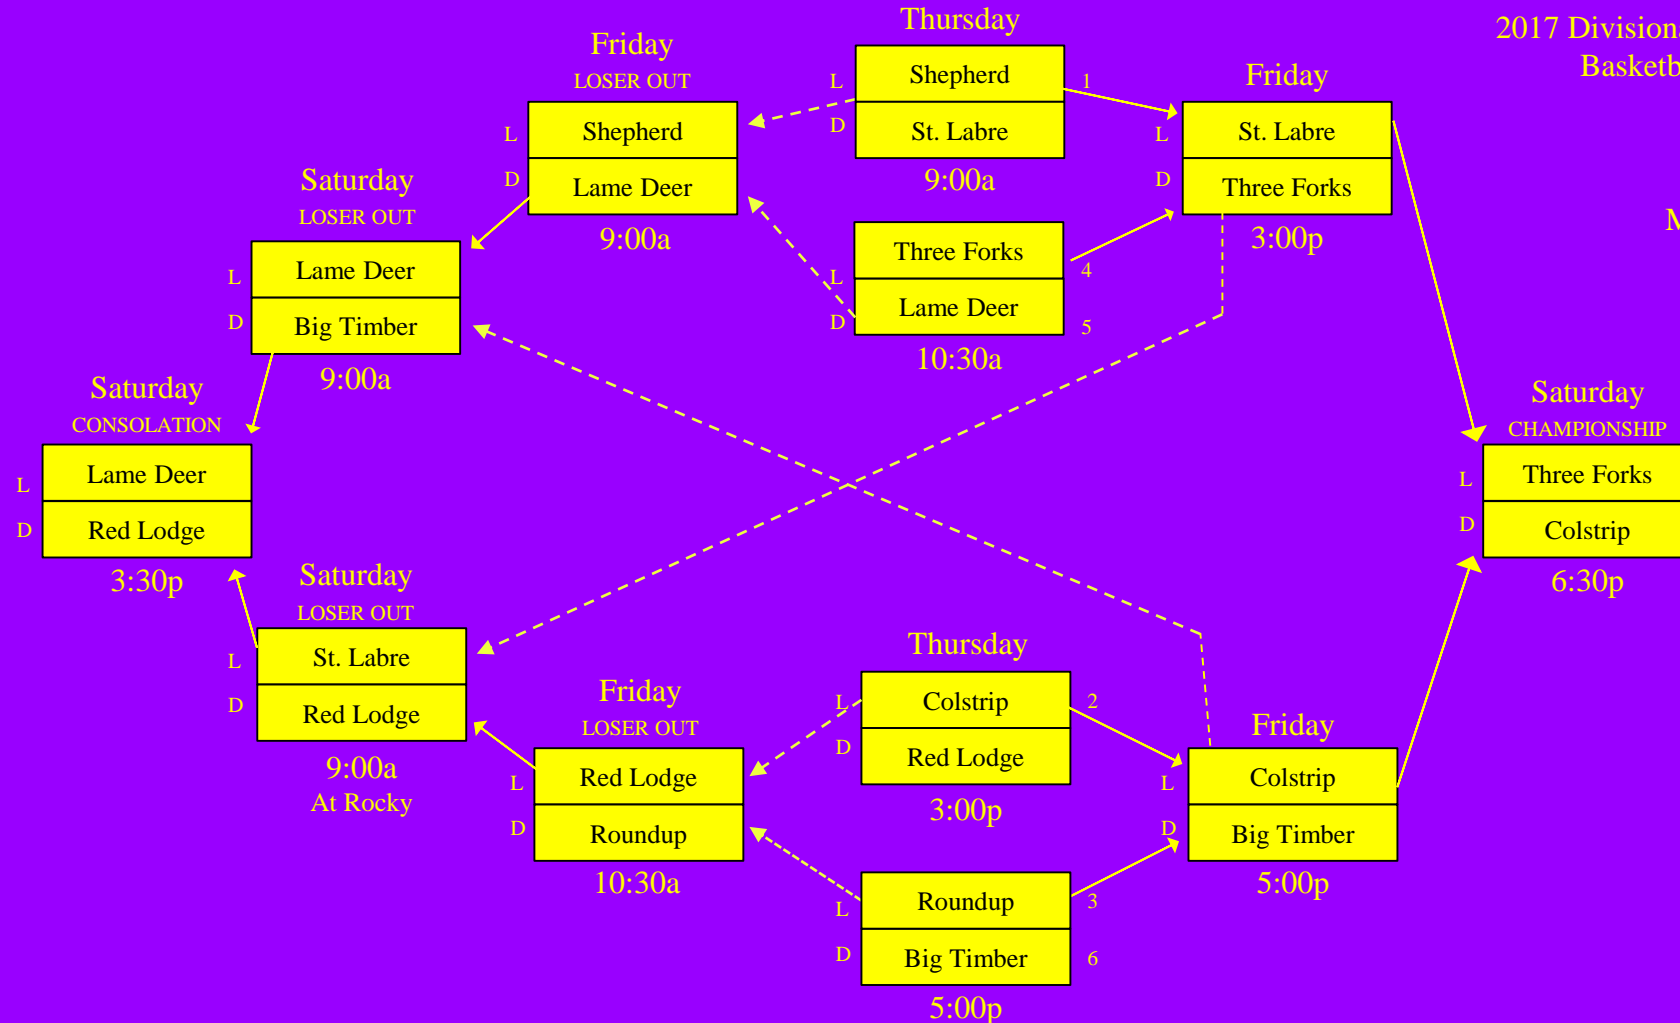 2017 Division
Basketb
M
Thursday
L
Shepherd
1
D
St. Labre
9:00a
L
Three Forks
4
D
Lame Deer
5
10:30a
Friday
LOSER OUT
L
Shepherd
D
Lame Deer
9:00a
Friday
L
St. Labre
D
Three Forks
3:00p
Saturday
LOSER OUT
L
Lame Deer
D
Big Timber
9:00a
Saturday
CONSOLATION
L
Lame Deer
D
Red Lodge
3:30p
Saturday
CHAMPIONSHIP
L
Three Forks
D
Colstrip
6:30p
Saturday
LOSER OUT
L
St. Labre
D
Red Lodge
9:00a
At Rocky
Friday
LOSER OUT
L
Red Lodge
D
Roundup
10:30a
Thursday
L
Colstrip
2
D
Red Lodge
3:00p
L
Roundup
3
D
Big Timber
6
5:00p
Friday
L
Colstrip
D
Big Timber
5:00p